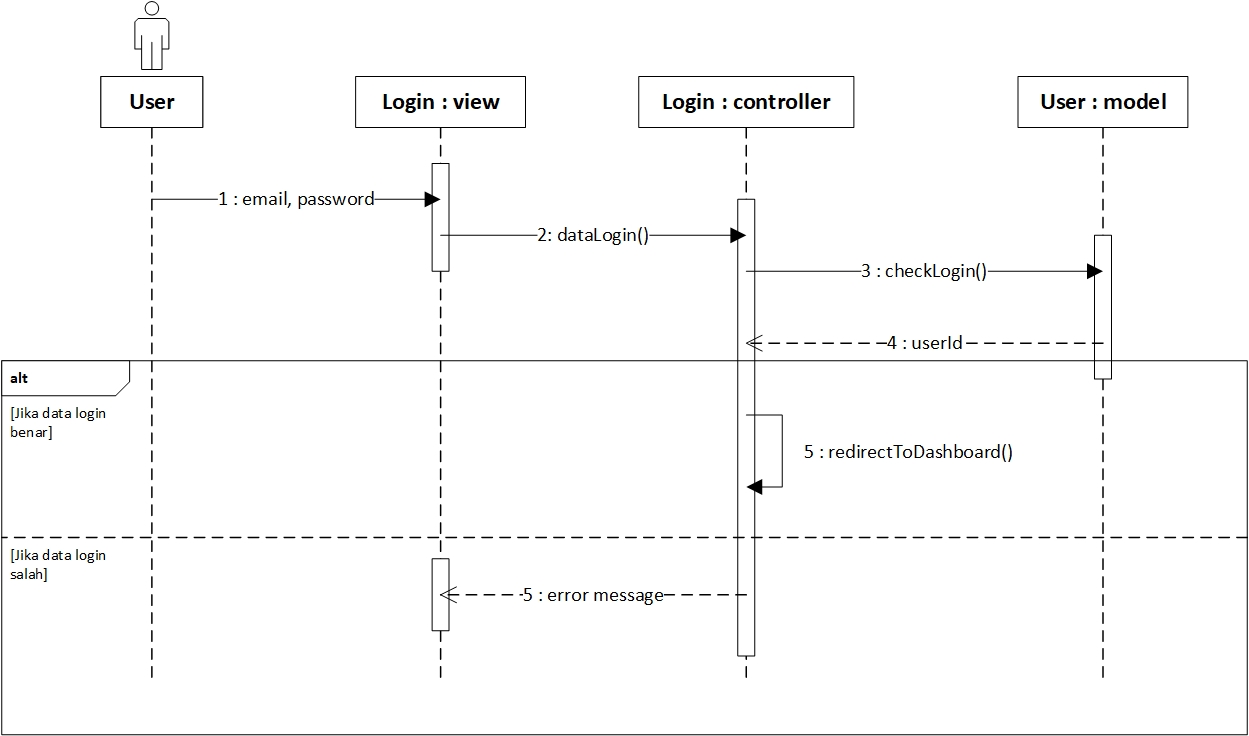 User
Login : view
Login : controller
User : model
1 : email, password
2: dataLogin()
3 : checkLogin()
4 : userId
alt
[Jika data login
benar]
5 : redirectToDashboard()
[Jika data login
salah]
5 : error message